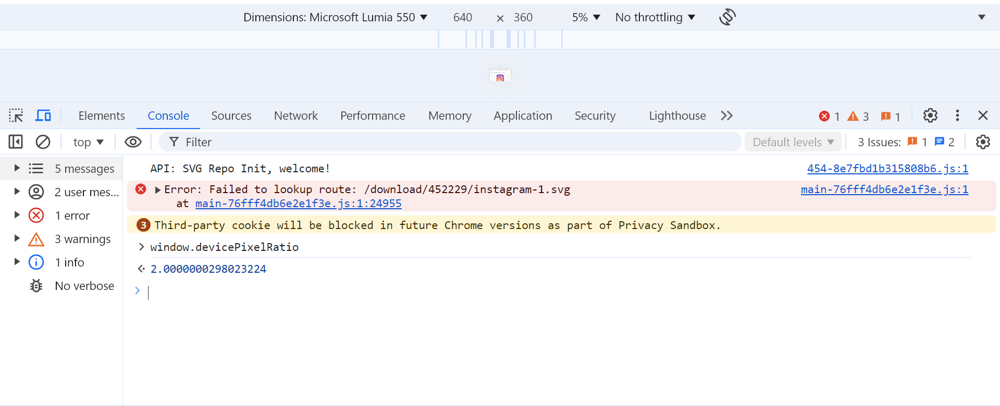 Dimensions: Microsoft Lumia 550 640 × 360 5% No throttling
Elements Console Sources Network Performance Memory Application Security Lighthouse 1 3 1
top Filter Default levels 3 Issues: 1 2
5 messages
2 user mes...
1 error
3 warnings
1 info
No verbose
API: SVG Repo Init, welcome! 454-8e7fbd1b315808b6.js:1
Error: Failed to lookup route: /download/452229/instagram-1.svg main-76fff4db6e2e1f3e.js:1
at main-76fff4db6e2e1f3e.js:1:24955
3 Third-party cookie will be blocked in future Chrome versions as part of Privacy Sandbox.
window.devicePixelRatio
2.0000000298023224